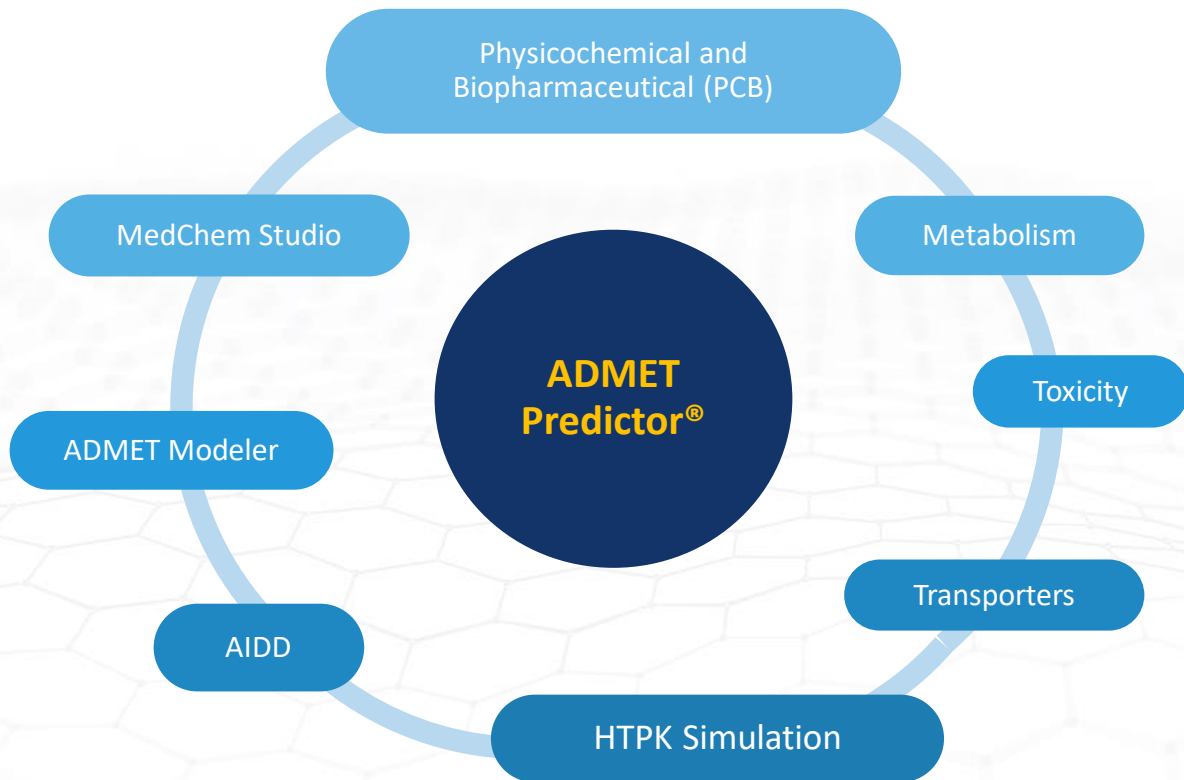 Physicochemical and
Biopharmaceutical (PCB)
MedChem Studio
Metabolism
ADMET
Predictor®
Toxicity
ADMET Modeler
Transporters
AIDD
HTPK Simulation